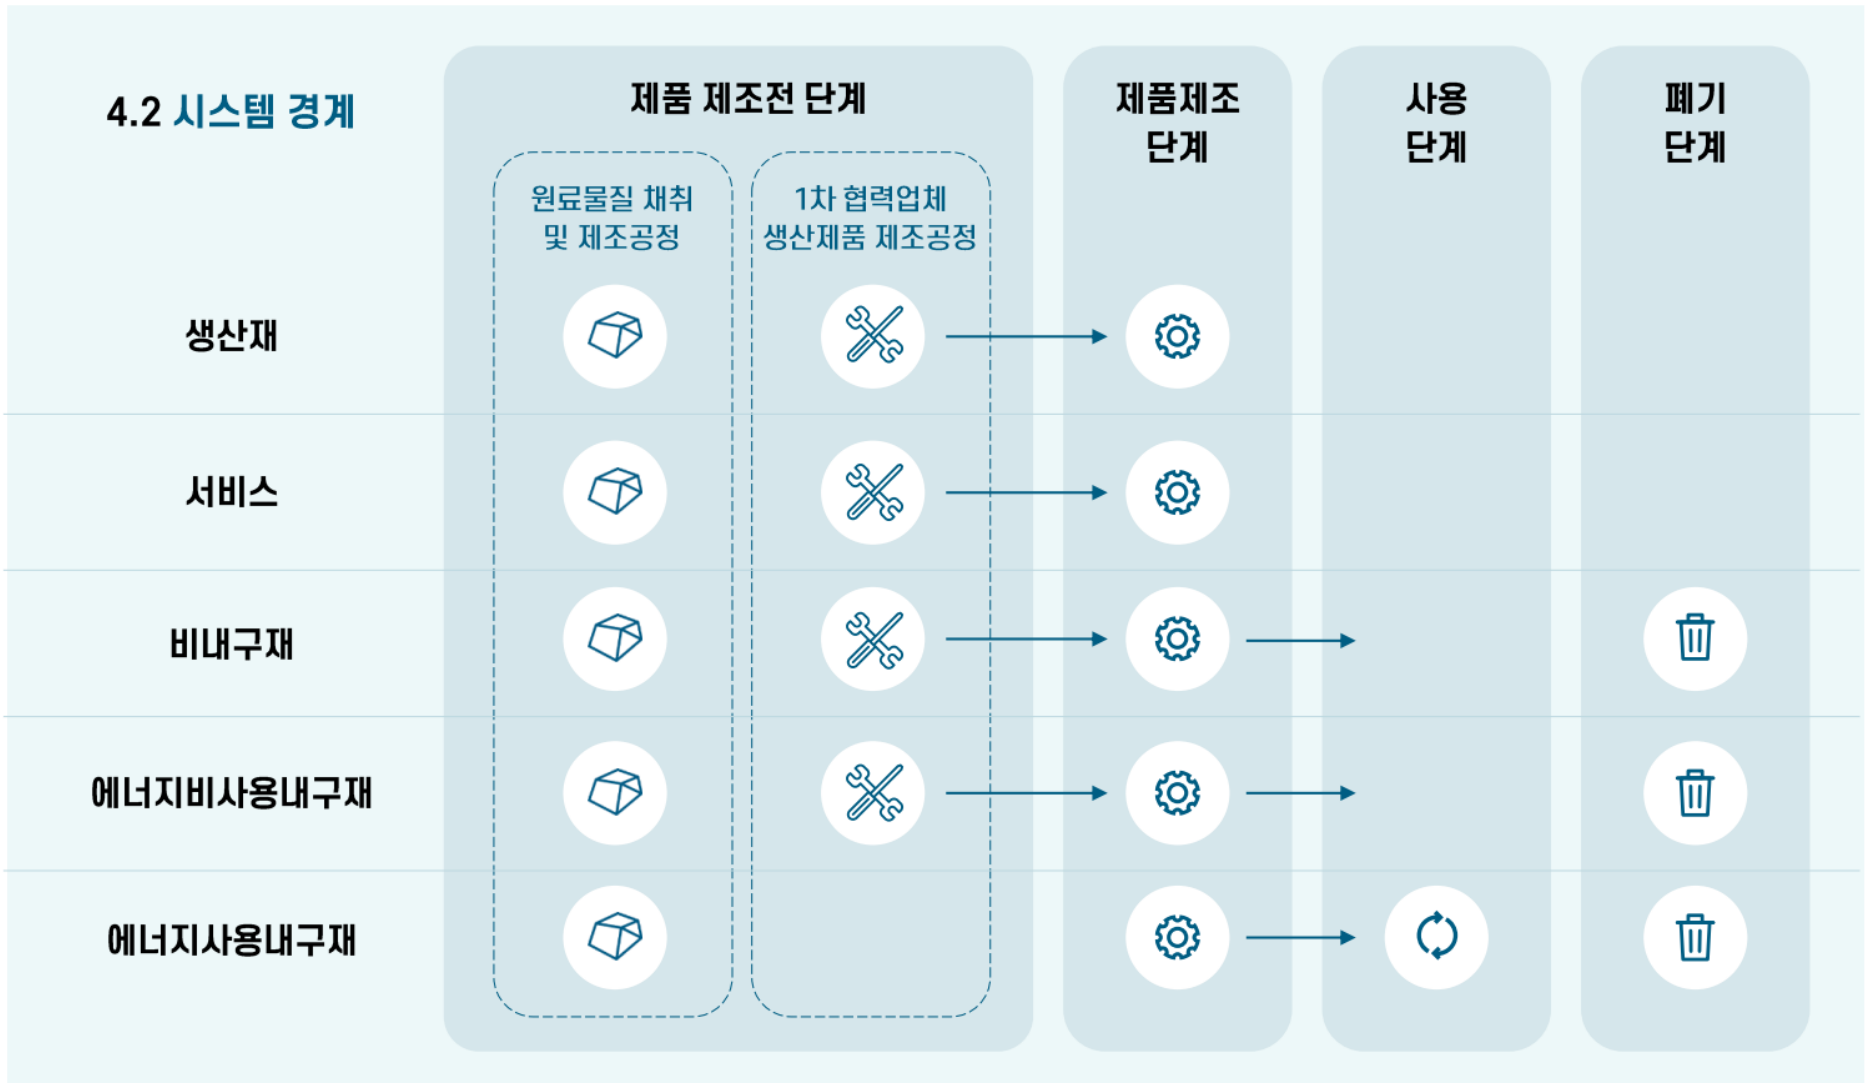 4.2 시스템 경계
제품 제조전 단계
제품제조
단계
사용
단계
폐기
단계
원료물질 채취
및 제조공정
1차 협력업체
생산제품 제조공정
생산재
서비스
비내구재
에너지비사용내구재
에너지사용내구재